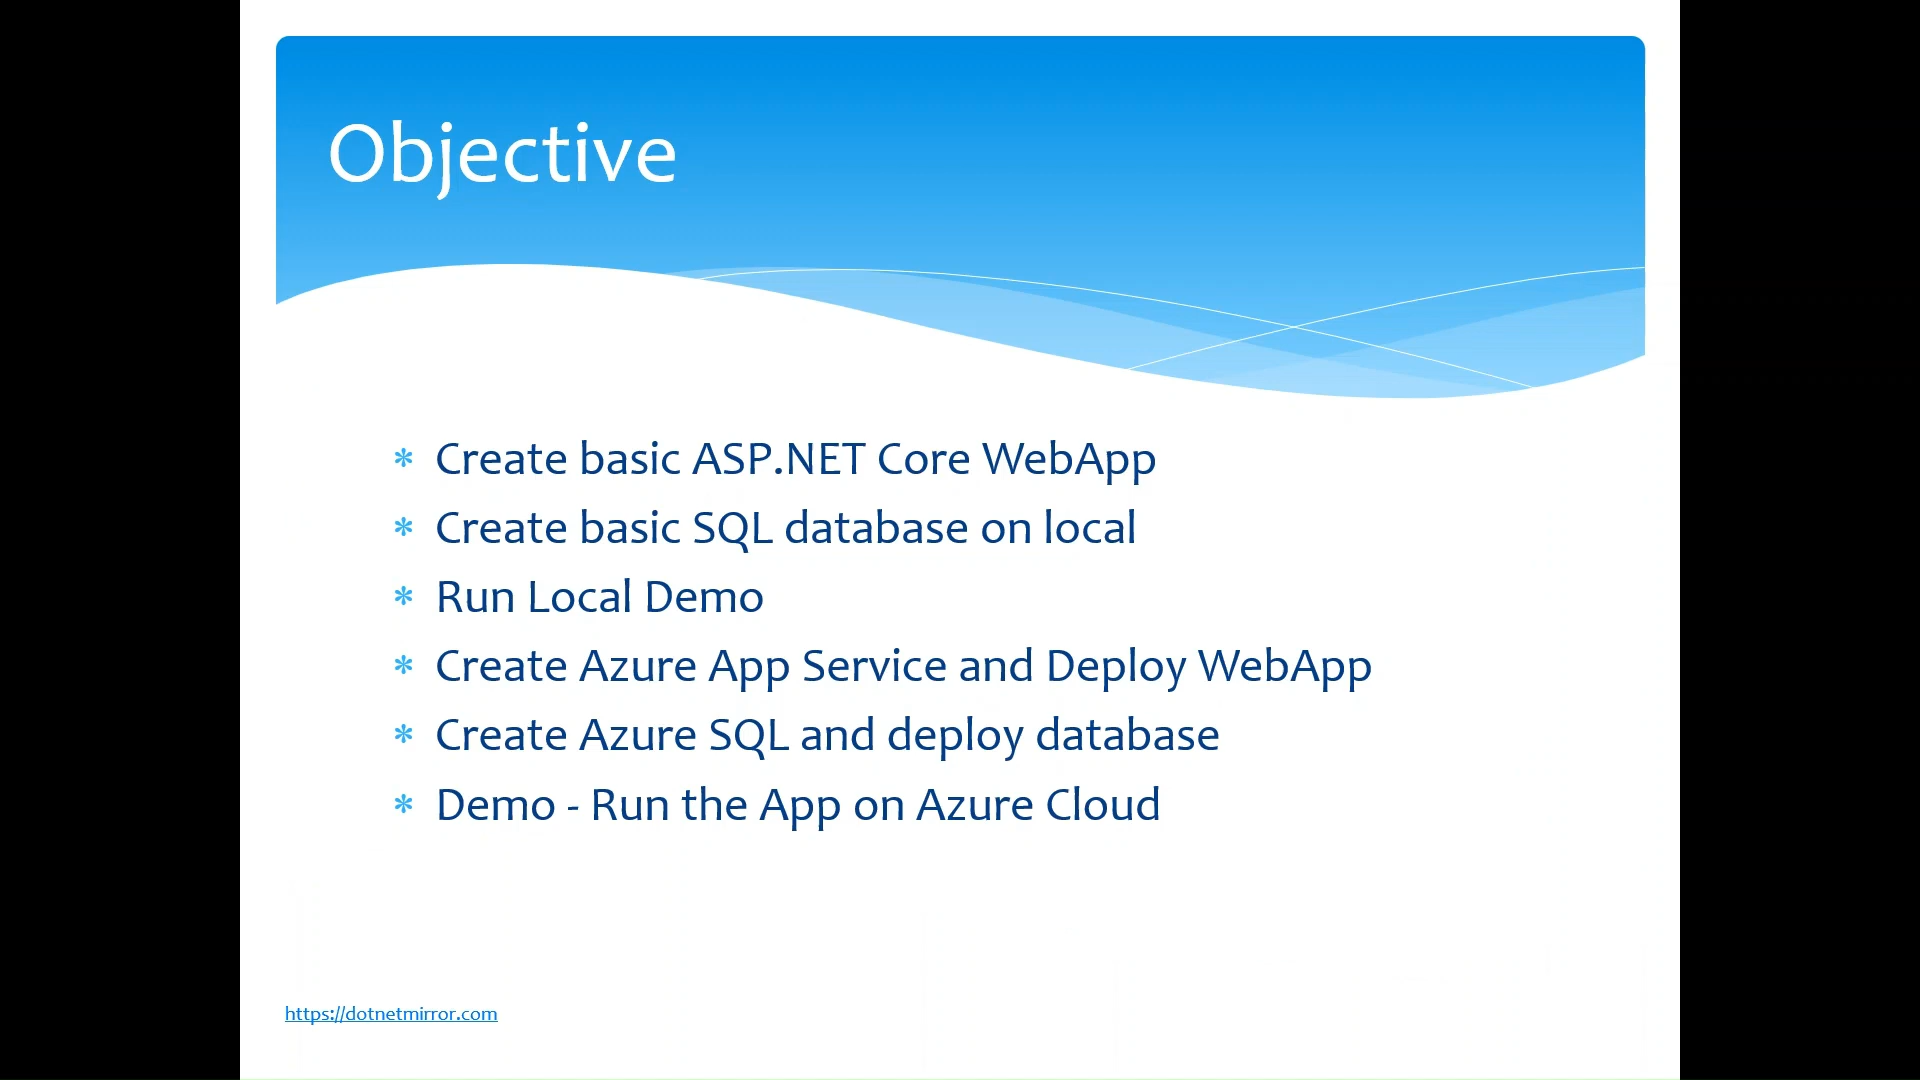 Objective
* Create basic ASP.NET Core WebApp
* Create basic SQL database on local
* Run Local Demo
* Create Azure App Service and Deploy WebApp
* Create Azure SQL and deploy database
* Demo - Run the App on Azure Cloud
https://dotnetmirror.com